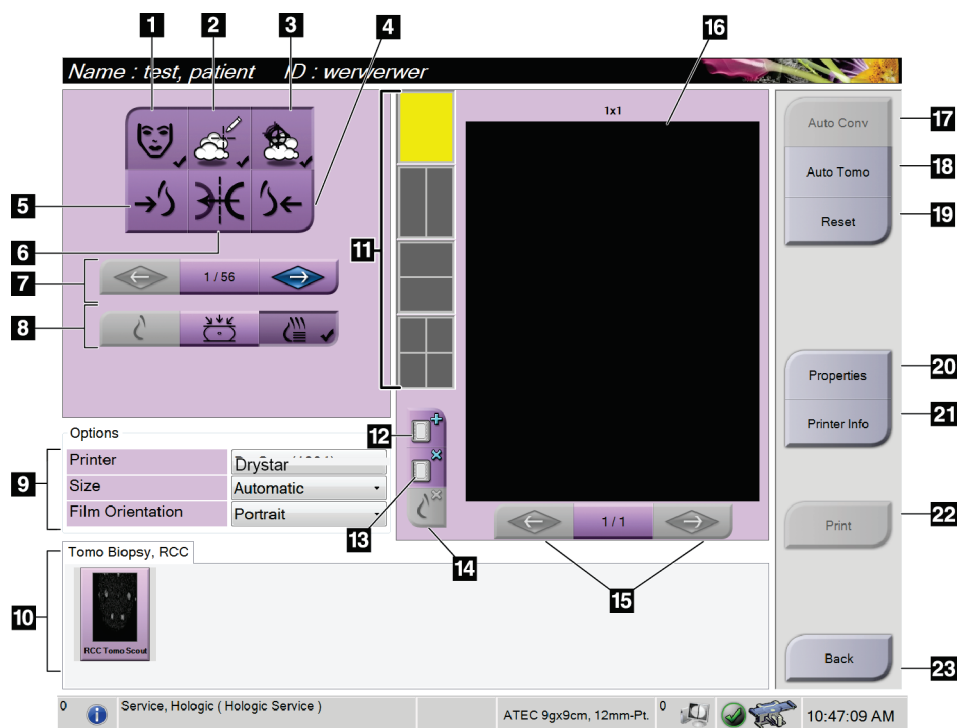 1 2 3 4 16
Name : test, patient ID : werwerwer
1x1
5
6
7
8
1 / 56
11
Auto Conv 17
Auto Tomo 18
Reset 19
Properties 20
Printer Info 21
Options
Printer Drystar
Size Automatic
Film Orientation Portrait
9
12
13
14
1 / 1
15
Print 22
Tomo Biopsy, RCC
10
RCC Tomo Scout
Back 23
0 Service, Hologic ( Hologic Service ) ATEC 9gx9cm, 12mm-Pt. 0 10:47:09 AM